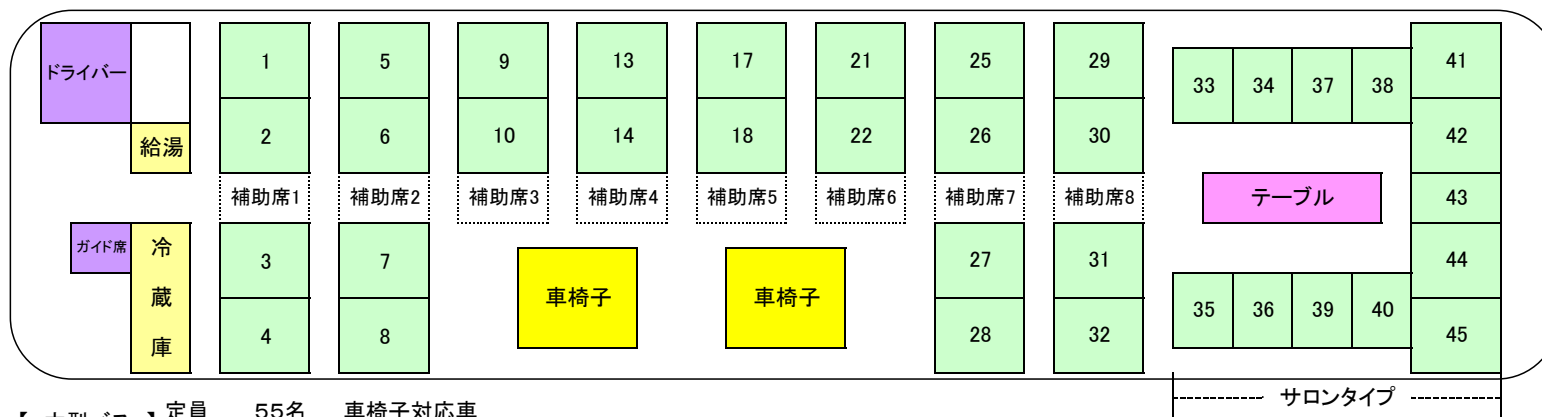 1 5 9 13 17 21 25 29 41
ドライバー 33 34 37 38
2 6 10 14 18 22 26 30 42
給湯
補助席1 補助席2 補助席3 補助席4 補助席5 補助席6 補助席7 補助席8 テーブル 43
ガイド席 冷蔵庫 3 7 27 31 44
車椅子 車椅子
35 36 39 40
4 8 28 32 45
サロンタイプ
【 大型バス 】 定員 55名 車椅子対応車